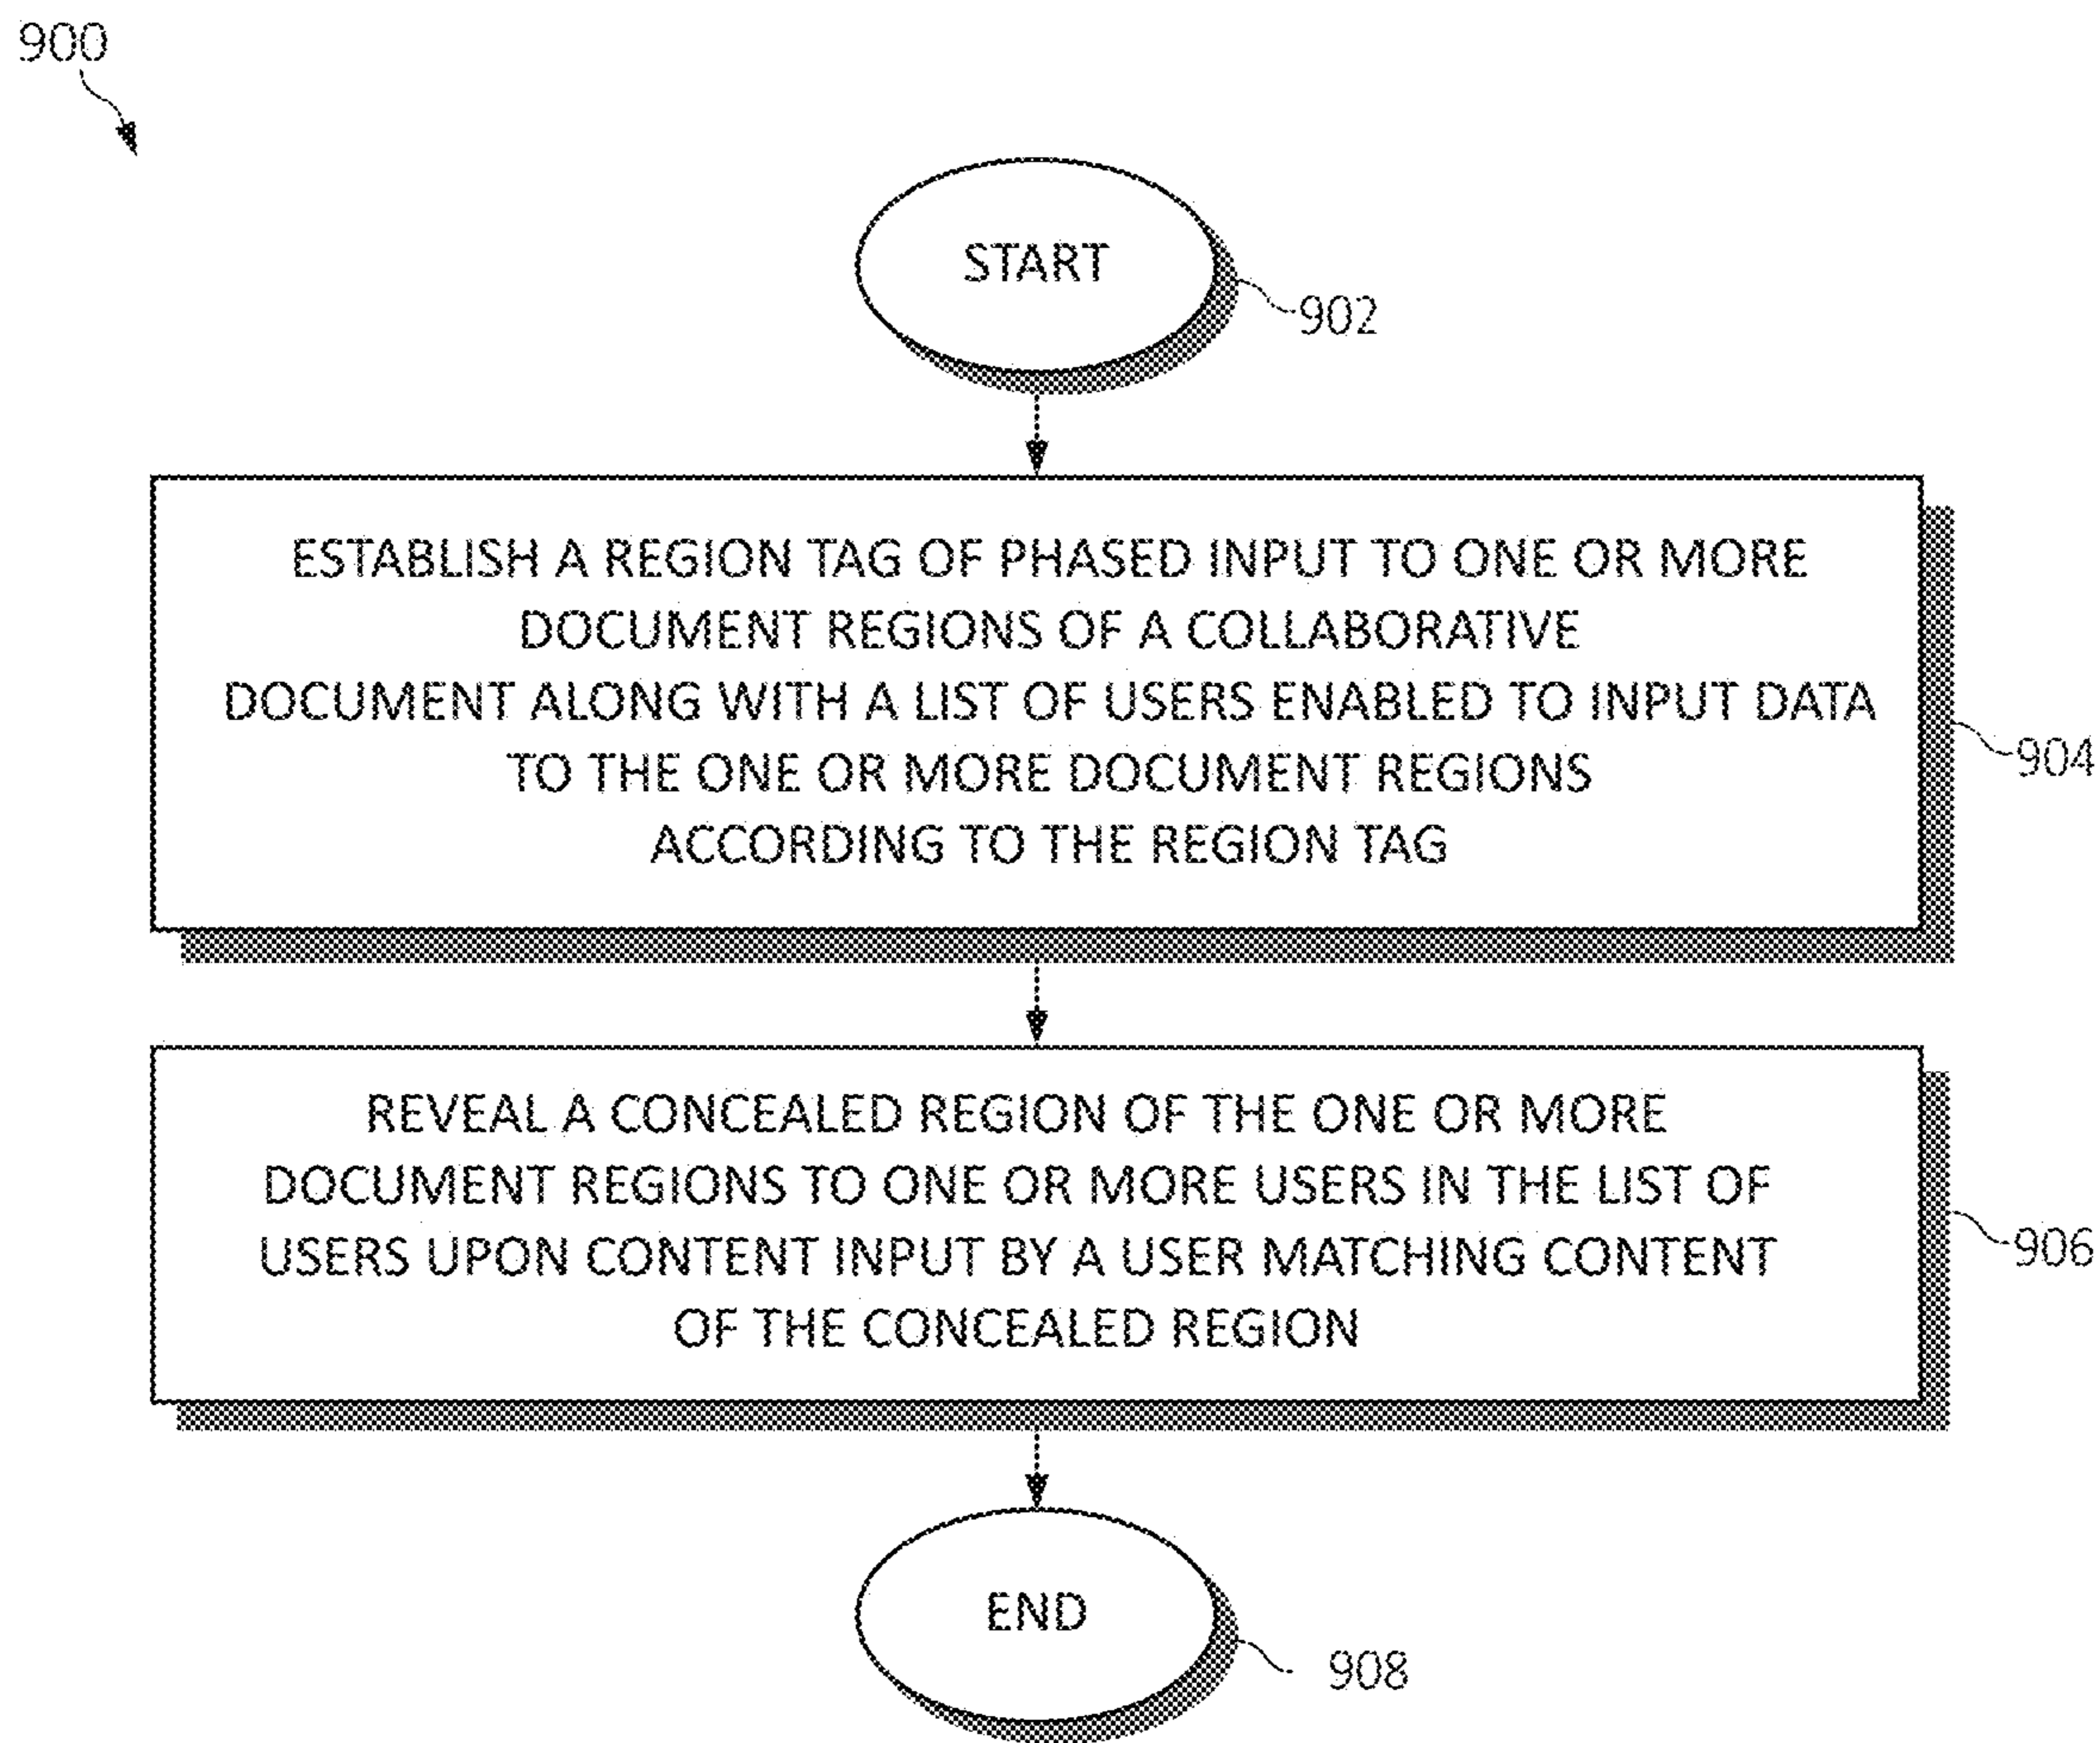 900
START
902
ESTABLISH A REGION TAG OF PHASED INPUT TO ONE OR MORE
DOCUMENT REGIONS OF A COLLABORATIVE
DOCUMENT ALONG WITH A LIST OF USERS ENABLED TO INPUT DATA
TO THE ONE OR MORE DOCUMENT REGIONS
ACCORDING TO THE REGION TAG
904
REVEAL A CONCEALED REGION OF THE ONE OR MORE
DOCUMENT REGIONS TO ONE OR MORE USERS IN THE LIST OF
USERS UPON CONTENT INPUT BY A USER MATCHING CONTENT
OF THE CONCEALED REGION
906
END
908